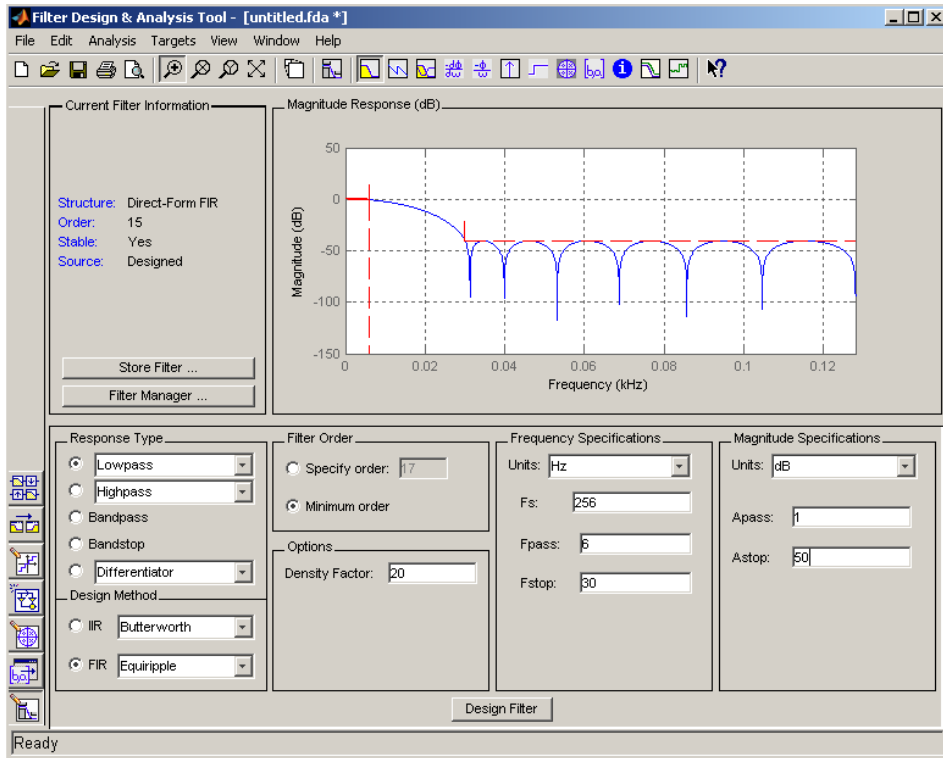 Filter Design & Analysis Tool - [untitled.fda *]
File Edit Analysis Targets View Window Help
Current Filter Information
Structure: Direct-Form FIR
Order: 15
Stable: Yes
Source: Designed
Store Filter ...
Filter Manager ...
Magnitude Response (dB)
50
0
-50
-100
-150
Magnitude (dB)
0 0.02 0.04 0.06 0.08 0.1 0.12
Frequency (kHz)
Response Type
Lowpass
Highpass
Bandpass
Bandstop
Differentiator
Design Method
IIR Butterworth
FIR Equiripple
Filter Order
Specify order: 17
Minimum order
Options
Density Factor: 20
Frequency Specifications
Units: Hz
Fs: 256
Fpass: 6
Fstop: 30
Magnitude Specifications
Units: dB
Apass: 1
Astop: 50
Design Filter
Ready